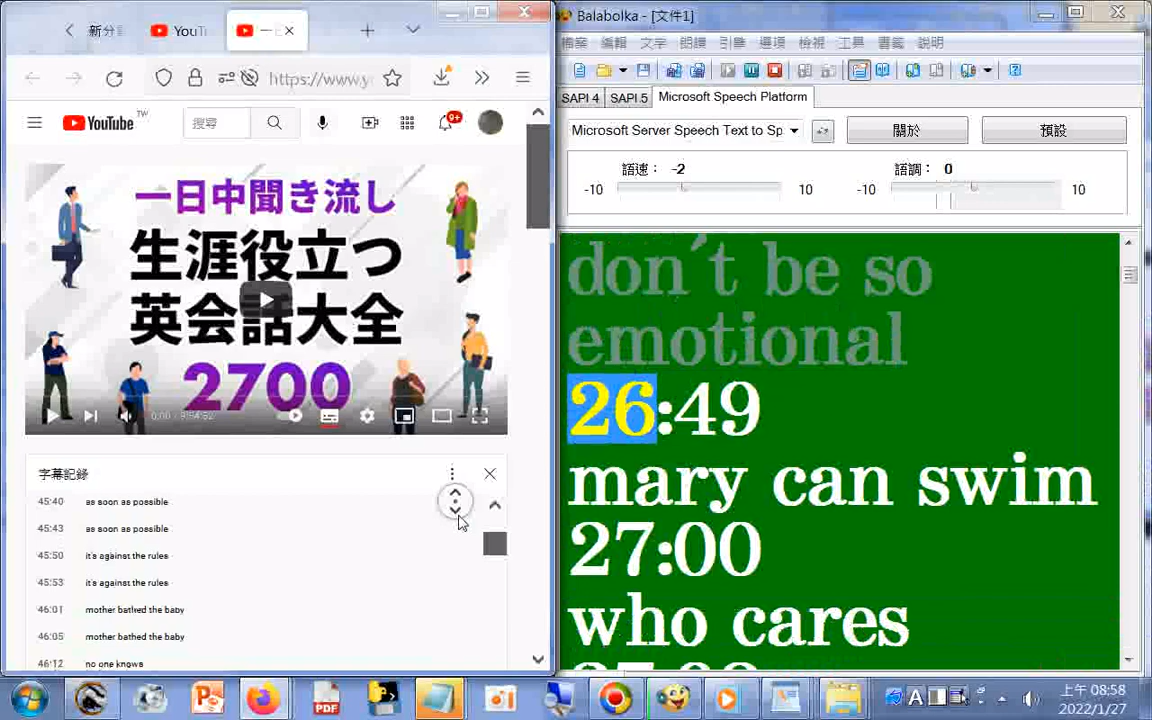 新分
YouT
https://www.y
YouTube TW
搜尋
9+
一日中聞き流し
生涯役立つ
英会話大全
2700
字幕記錄
45:40 as soon as possible
45:43 as soon as possible
45:50 it's against the rules
45:53 it's against the rules
46:01 mother bathed the baby
46:05 mother bathed the baby
46:12 no one knows
Balabolka - [文件1]
檔案 編輯 文字 朗讀 引擎 選項 檢視 工具 書籤 說明
SAPI 4 SAPI 5 Microsoft Speech Platform
Microsoft Server Speech Text to Sp
關於
預設
語速： -2
-10 10
語調： 0
-10 10
don´t be so
emotional
26:49
mary can swim
27:00
who cares
PDF
A
上午 08:58
2022/1/27